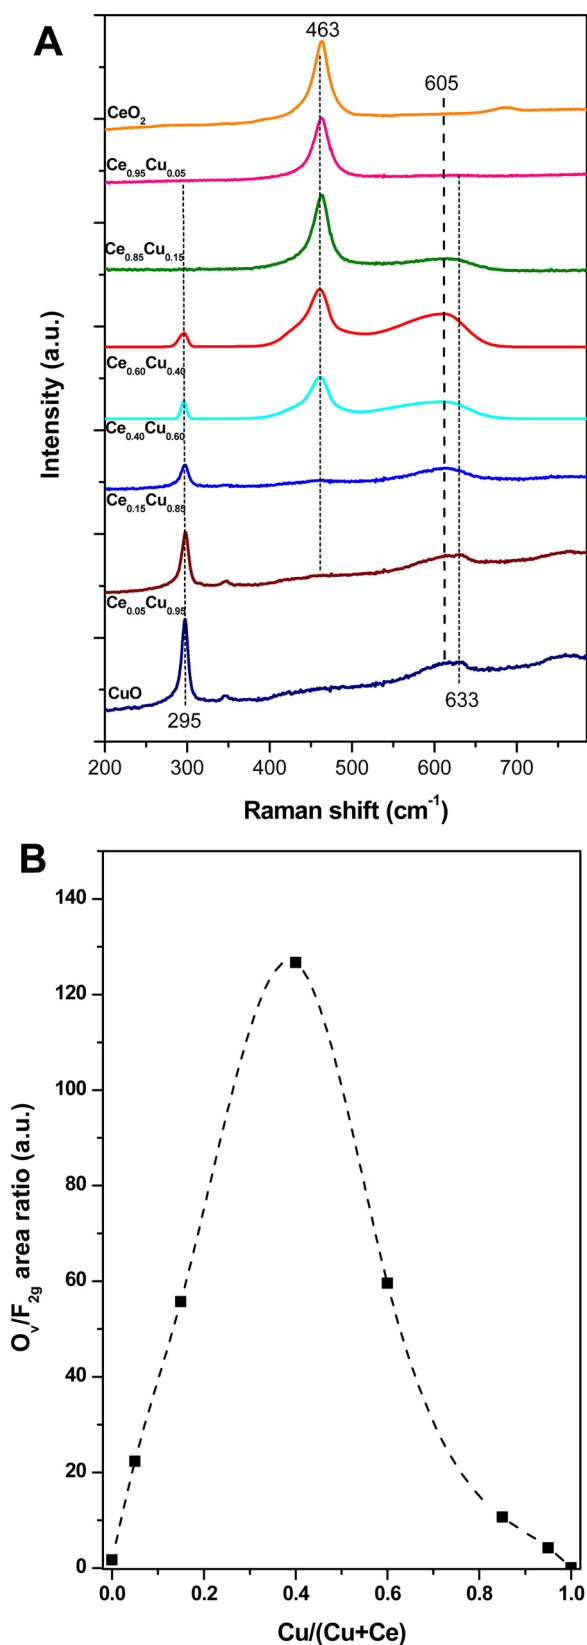 A
463
605
CeO2
Ce0.95Cu0.05
Ce0.85Cu0.15
Ce0.60Cu0.40
Ce0.40Cu0.60
Ce0.15Cu0.85
Ce0.05Cu0.95
CuO
295
633
Intensity (a.u.)
200 300 400 500 600 700
Raman shift (cm-1)
B
140
120
100
80
60
40
20
0
Ov/F2g area ratio (a.u.)
0.0 0.2 0.4 0.6 0.8 1.0
Cu/(Cu+Ce)